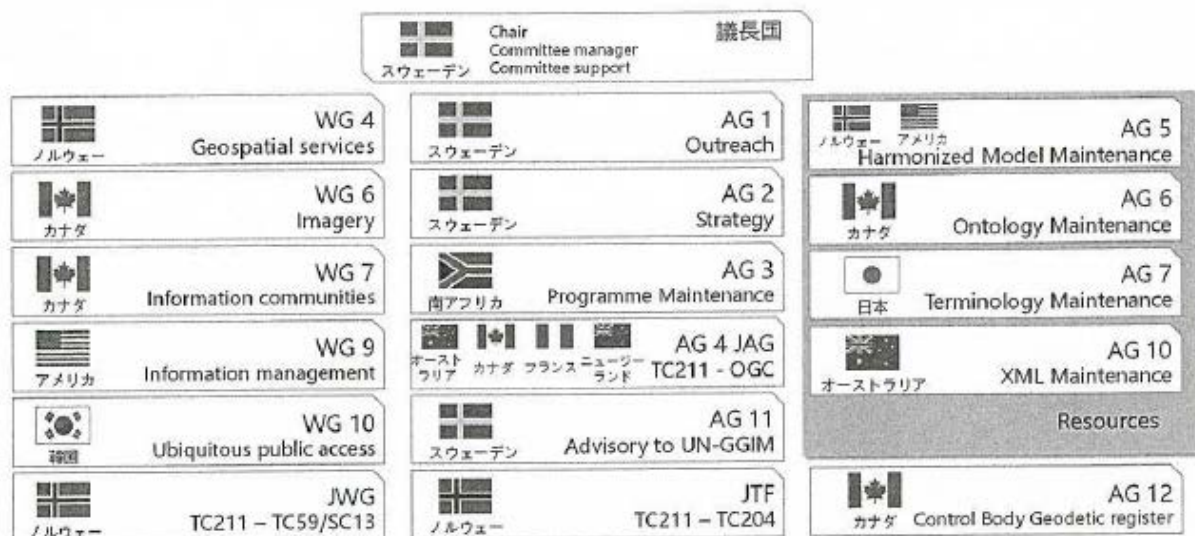 Chair
議長国
Committee manager
スウェーデン
Committee support
WG 4
ノルウェー
Geospatial services
WG 6
カナダ
Imagery
WG 7
カナダ
Information communities
WG 9
アメリカ
Information management
WG 10
韓国
Ubiquitous public access
JWG
ノルウェー
TC211 – TC59/SC13
AG 1
スウェーデン
Outreach
AG 2
スウェーデン
Strategy
AG 3
南アフリカ
Programme Maintenance
AG 4 JAG
オースト
ラリア
カナダ
フランス
ニュージー
ランド
TC211 - OGC
AG 11
スウェーデン
Advisory to UN-GGIM
JTF
ノルウェー
TC211 – TC204
AG 5
ノルウェー
アメリカ
Harmonized Model Maintenance
AG 6
カナダ
Ontology Maintenance
AG 7
日本
Terminology Maintenance
AG 10
オーストラリア
XML Maintenance
Resources
AG 12
カナダ
Control Body Geodetic register